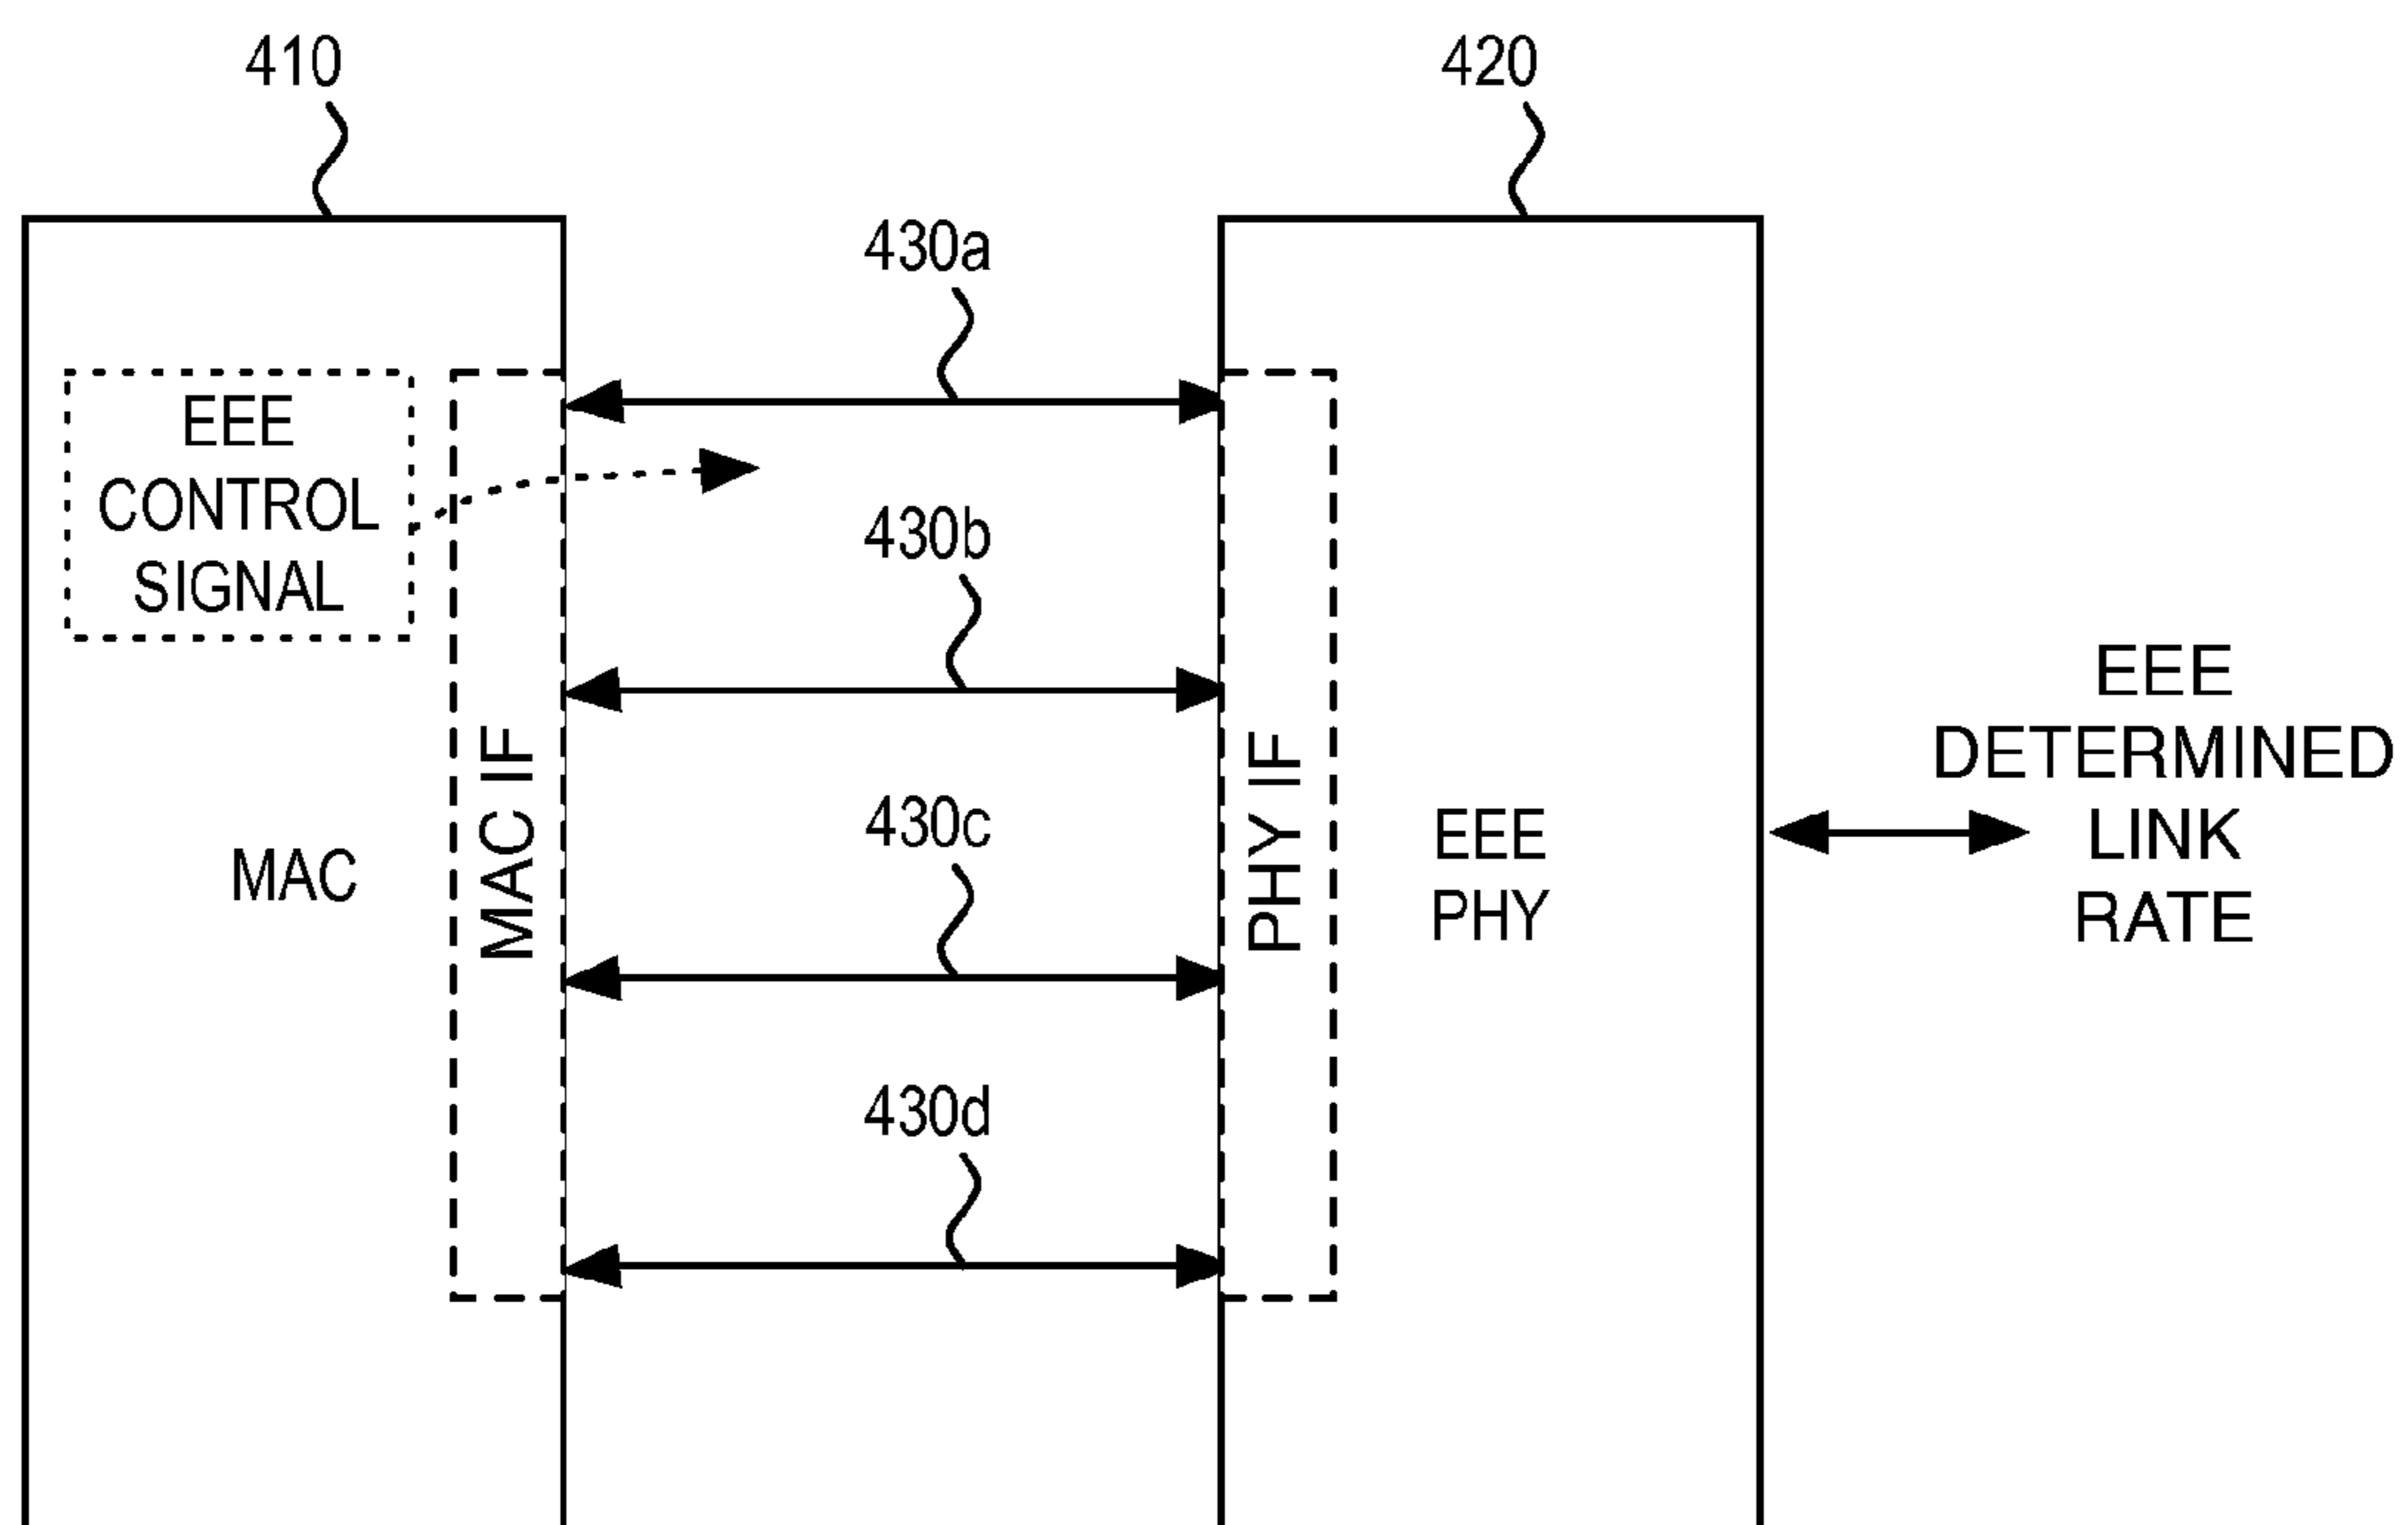 410
420
430a
EEE
CONTROL
SIGNAL
430b
MAC IF
PHY IF
430c
MAC
EEE
PHY
EEE
DETERMINED
LINK
RATE
430d